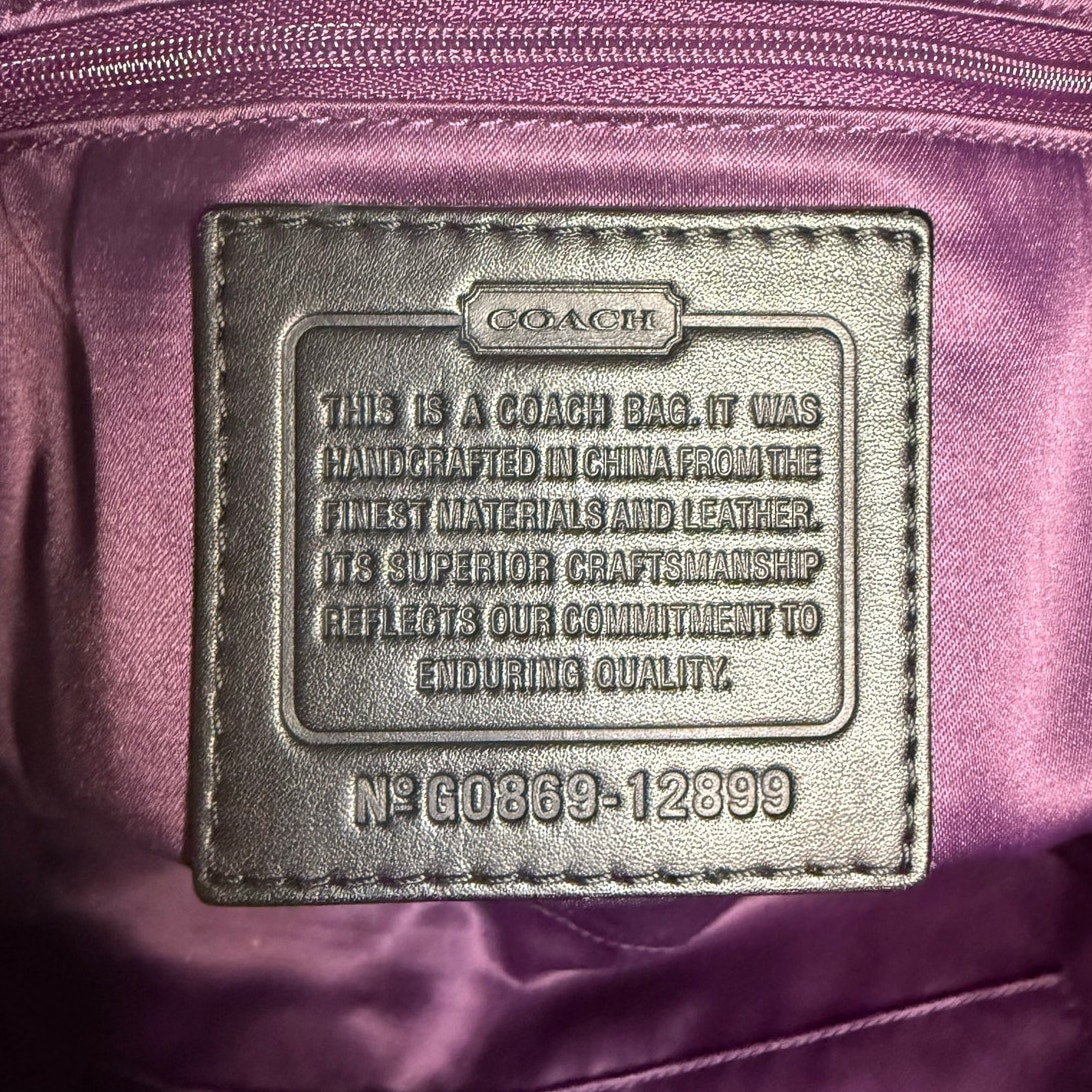 COACH
THIS IS A COACH BAG. IT WAS
HANDCRAFTED IN CHINA FROM THE
FINEST MATERIALS AND LEATHER.
ITS SUPERIOR CRAFTSMANSHIP
REFLECTS OUR COMMITMENT TO
ENDURING QUALITY.
Nº G0869-12899